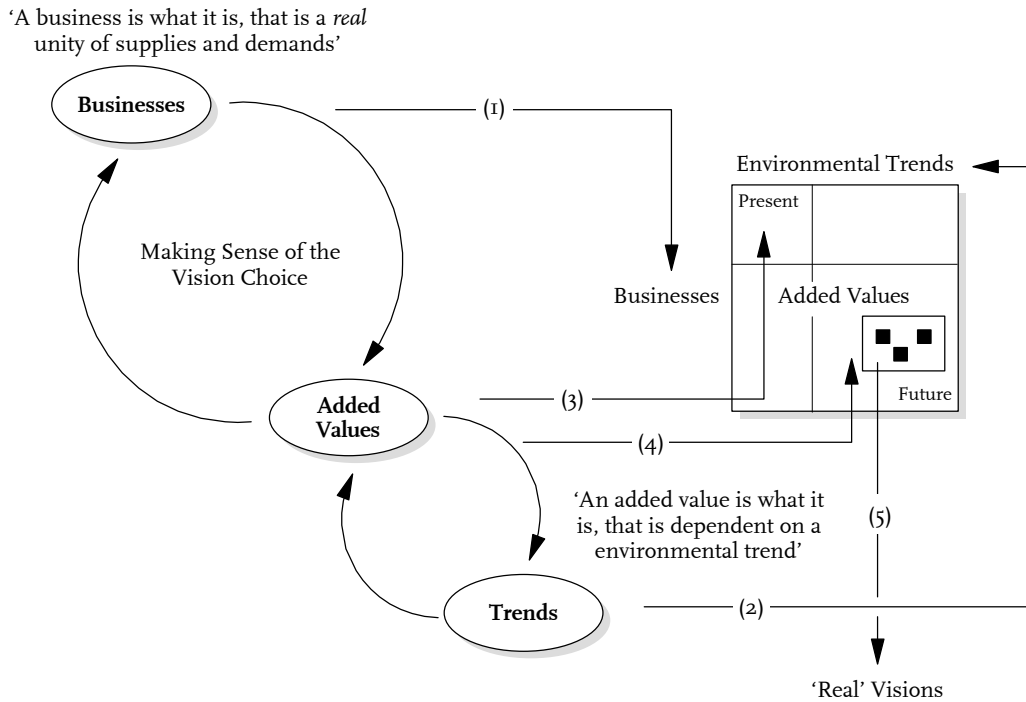 ‘A business is what it is, that is a real
unity of supplies and demands’
Businesses
(1)
Environmental Trends
Present
Making Sense of the
Vision Choice
Businesses
Added Values
Future
Added
Values
(3)
(4)
‘An added value is what it
is, that is dependent on a
environmental trend’
(5)
Trends
(2)
‘Real’ Visions